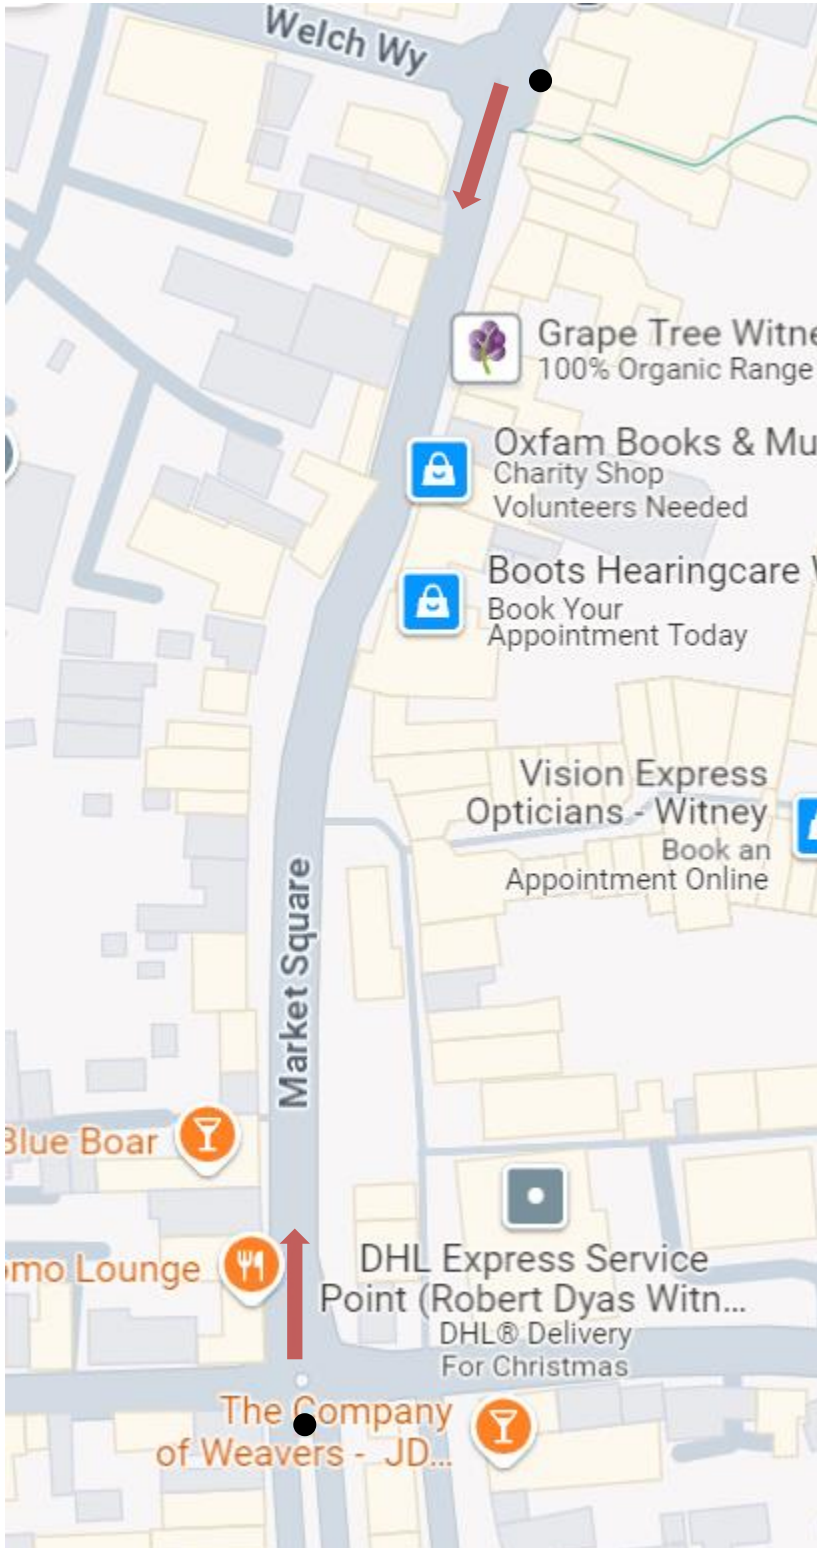 Welch Wy
Grape Tree Witne
100% Organic Range
Oxfam Books & Mu
Charity Shop
Volunteers Needed
Boots Hearingcare
Book Your
Appointment Today
Vision Express
Opticians - Witney
Book an
Appointment Online
Market Square
Blue Boar
omo Lounge
DHL Express Service
Point (Robert Dyas Witn...
DHL® Delivery
For Christmas
The Company
of Weavers - JD...